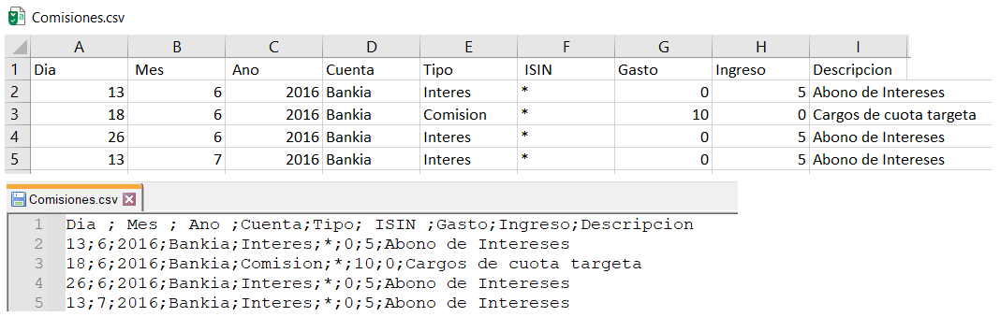 Comisiones.csv
A B C D E F G H I
1 Dia Mes Ano Cuenta Tipo ISIN Gasto Ingreso Descripcion
2 13 6 2016 Bankia Interes * 0 5 Abono de Intereses
3 18 6 2016 Bankia Comision * 10 0 Cargos de cuota targeta
4 26 6 2016 Bankia Interes * 0 5 Abono de Intereses
5 13 7 2016 Bankia Interes * 0 5 Abono de Intereses
Comisiones.csv
1 Dia ; Mes ; Ano ;Cuenta;Tipo; ISIN ;Gasto;Ingreso;Descripcion
2 13;6;2016;Bankia;Interes;*;0;5;Abono de Intereses
3 18;6;2016;Bankia;Comision;*;10;0;Cargos de cuota targeta
4 26;6;2016;Bankia;Interes;*;0;5;Abono de Intereses
5 13;7;2016;Bankia;Interes;*;0;5;Abono de Intereses